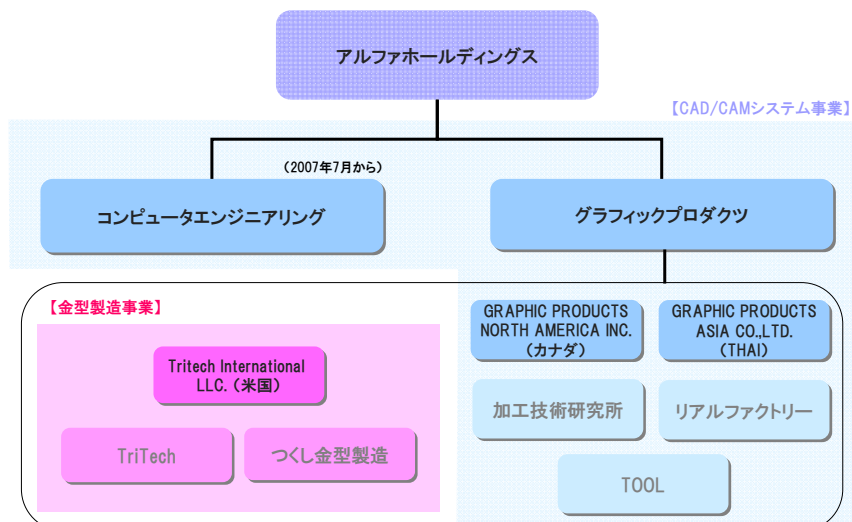 アルファホールディングス
【CAD/CAMシステム事業】
（2007年7月から）
コンピュータエンジニアリング
グラフィックプロダクツ
【金型製造事業】
GRAPHIC PRODUCTS
NORTH AMERICA INC.
（カナダ）
GRAPHIC PRODUCTS
ASIA CO.,LTD.
（THAI）
Tritech International
LLC.（米国）
加工技術研究所
リアルファクトリー
TriTech
つくし金型製造
TOOL